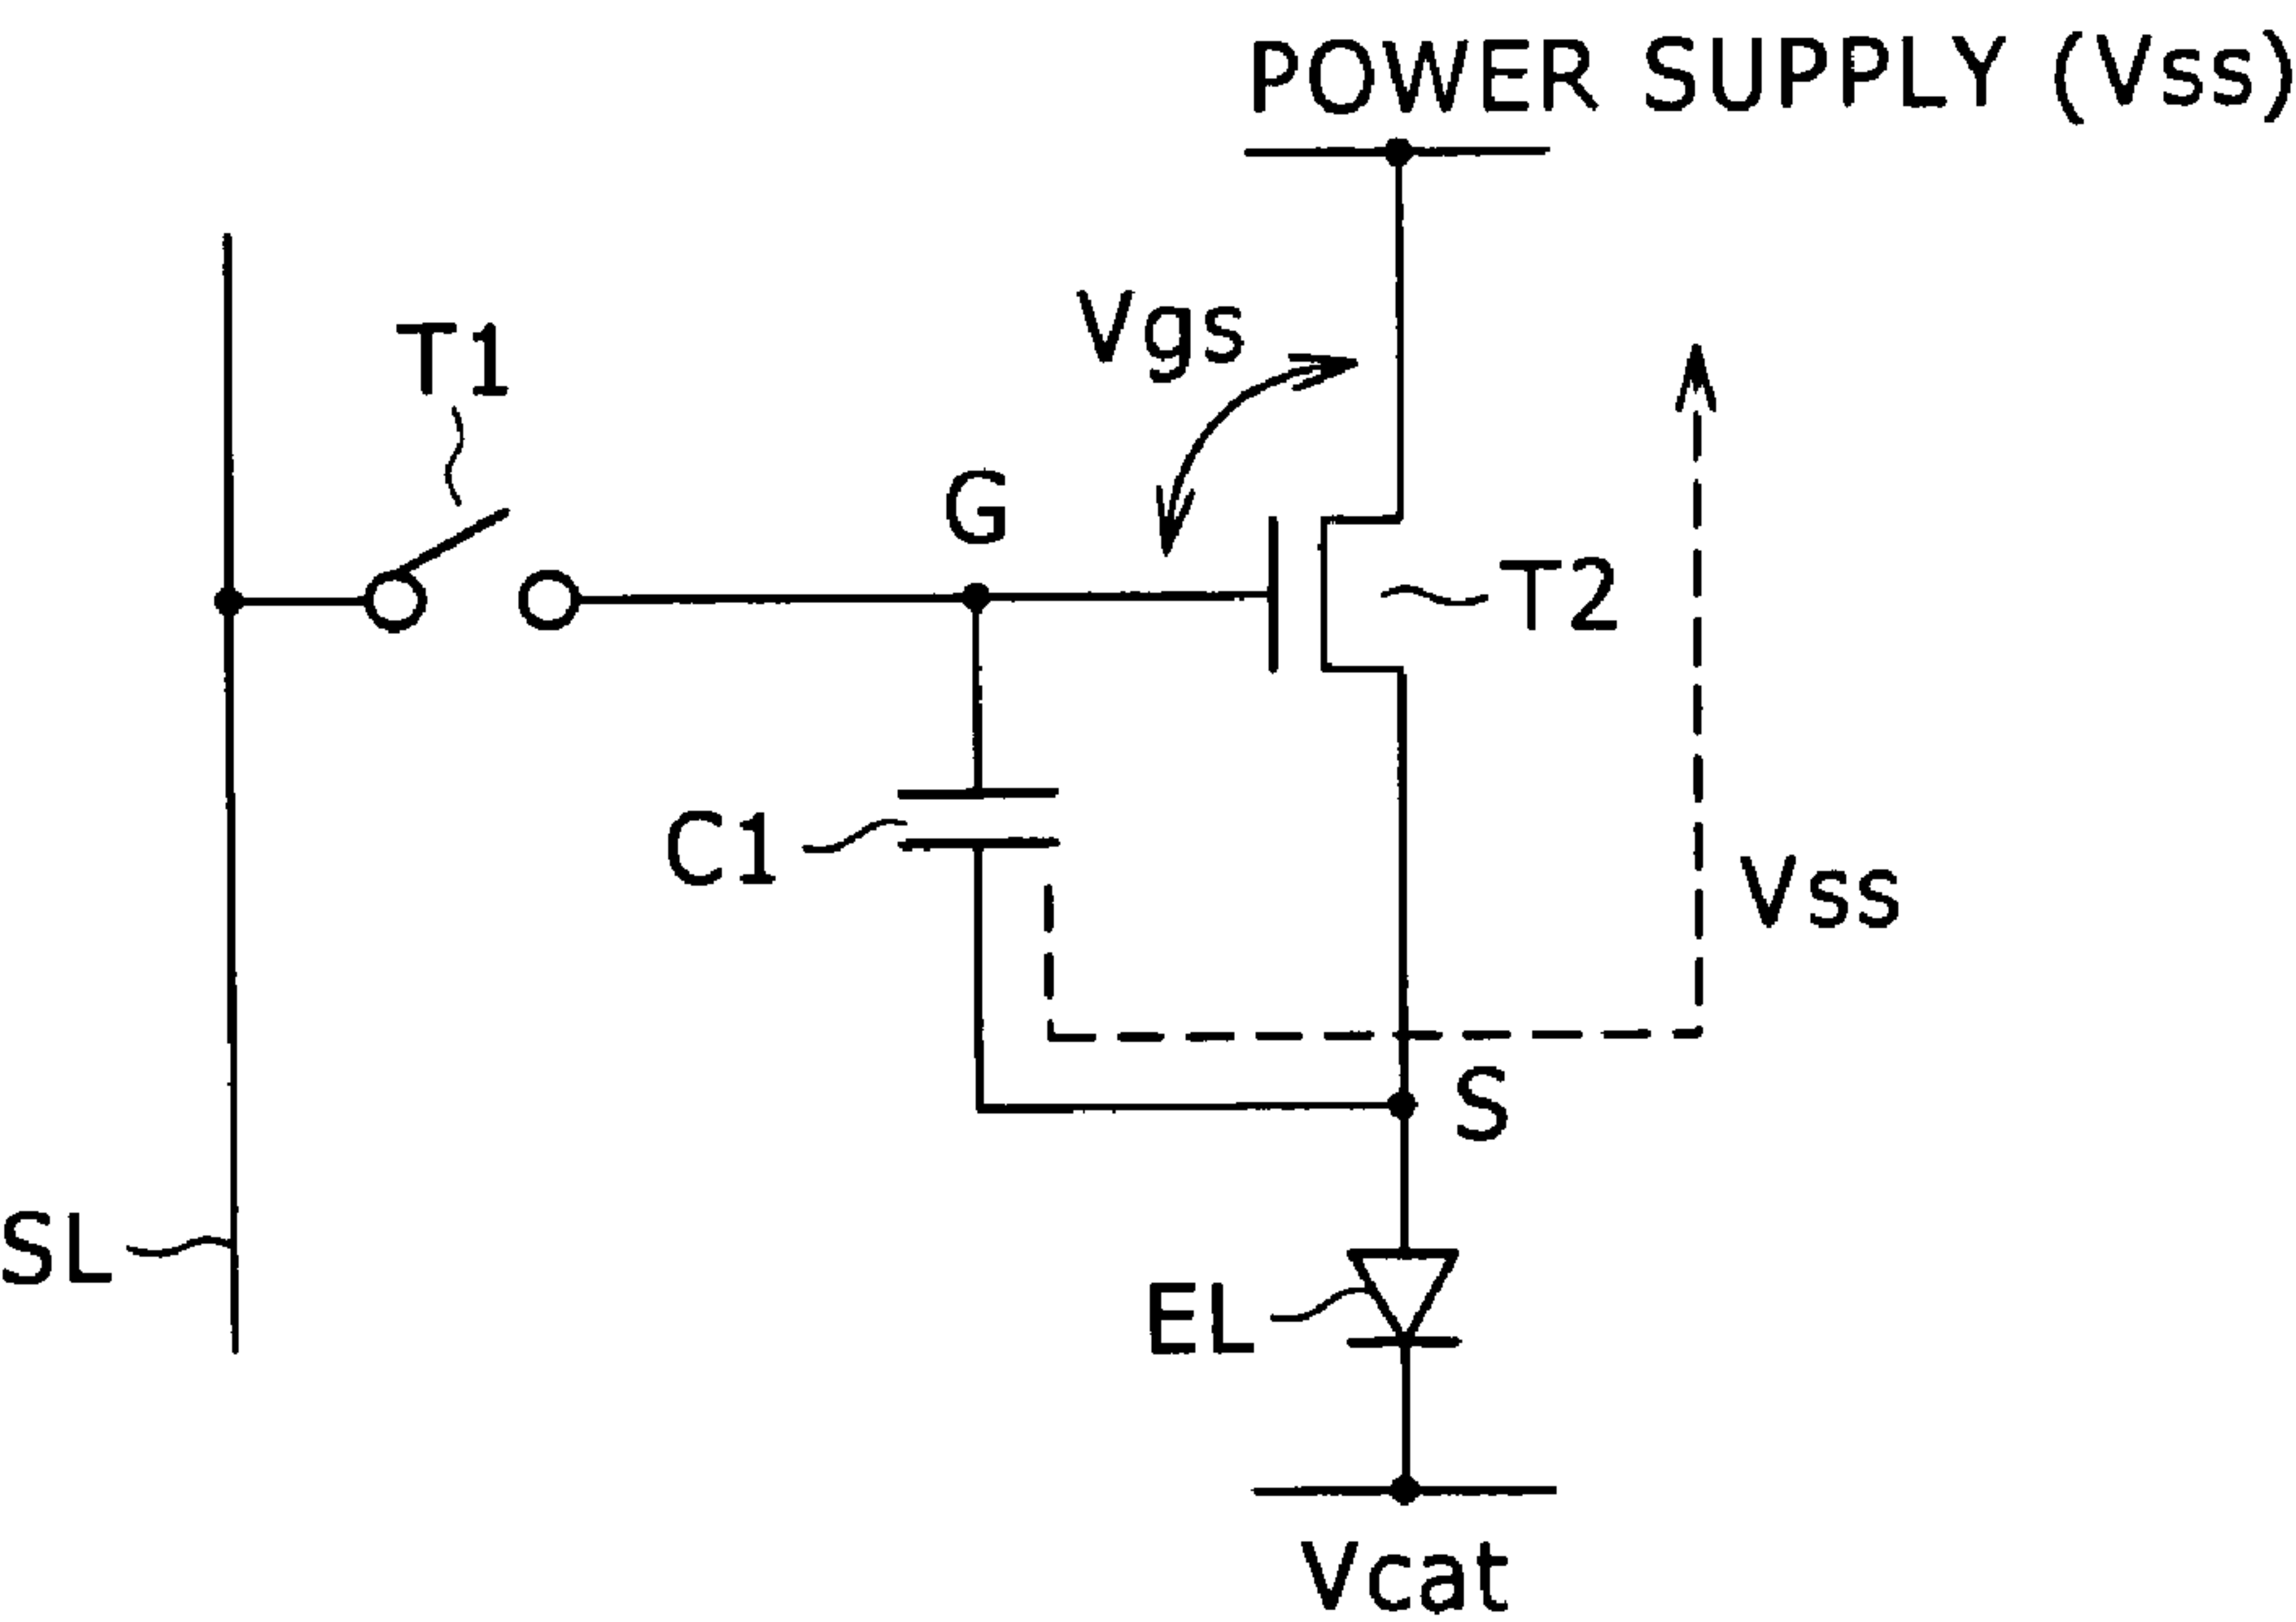 POWER SUPPLY (Vss)
Vgs
T1
G
T2
C1
Vss
S
SL
EL
Vcat